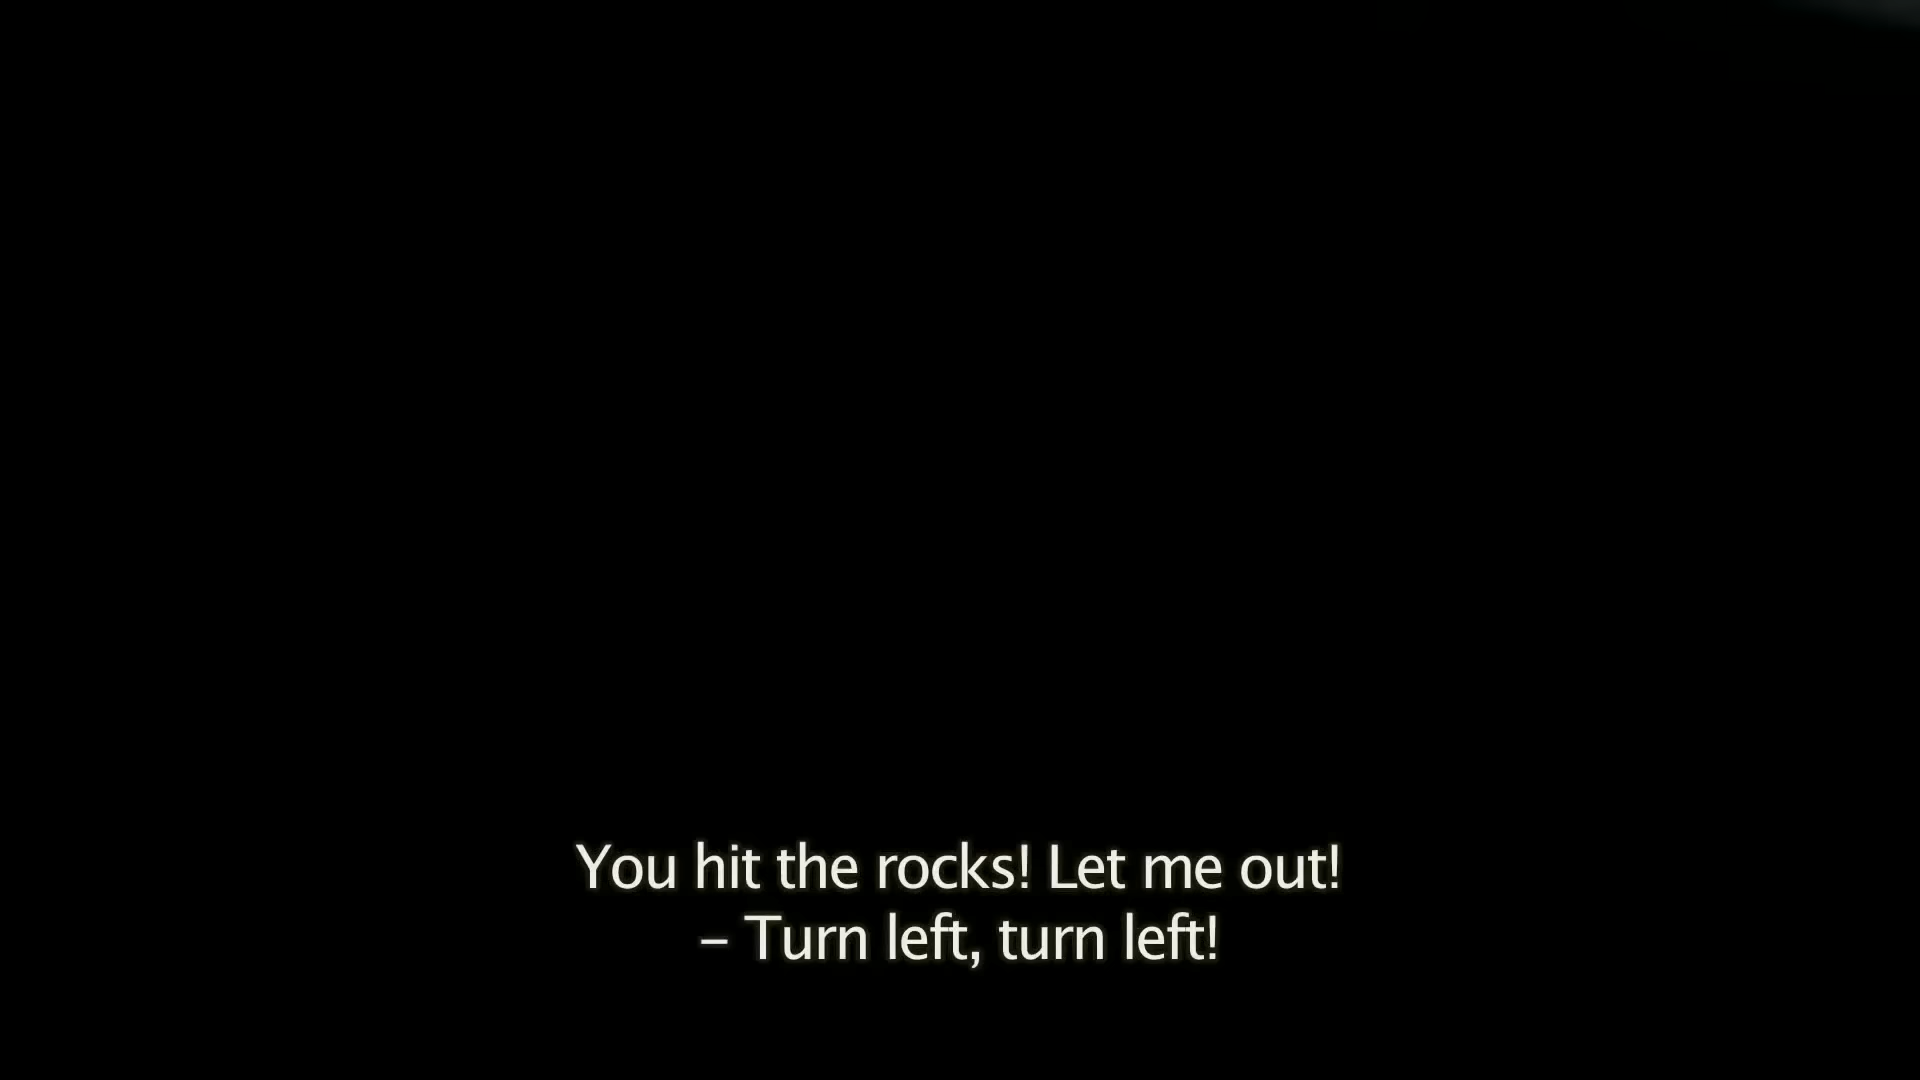 You hit the rocks! Let me out!
– Turn left, turn left!